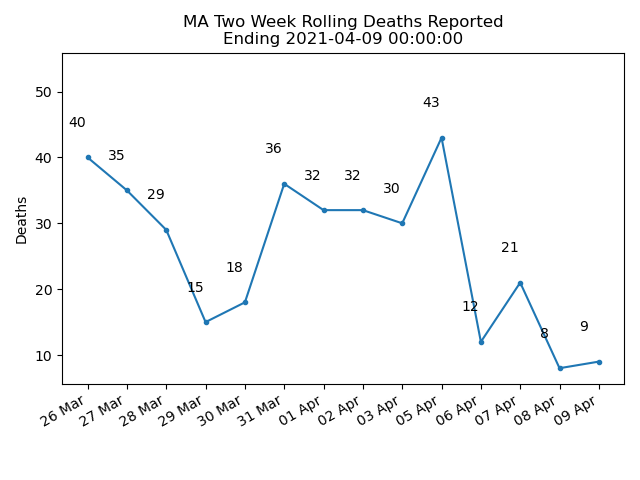 MA Two Week Rolling Deaths Reported
Ending 2021-04-09 00:00:00
50
40
30
20
10
Deaths
40
35
29
15
18
36
32
32
30
43
12
21
8
9
26 Mar
27 Mar
28 Mar
29 Mar
30 Mar
31 Mar
01 Apr
02 Apr
03 Apr
05 Apr
06 Apr
07 Apr
08 Apr
09 Apr